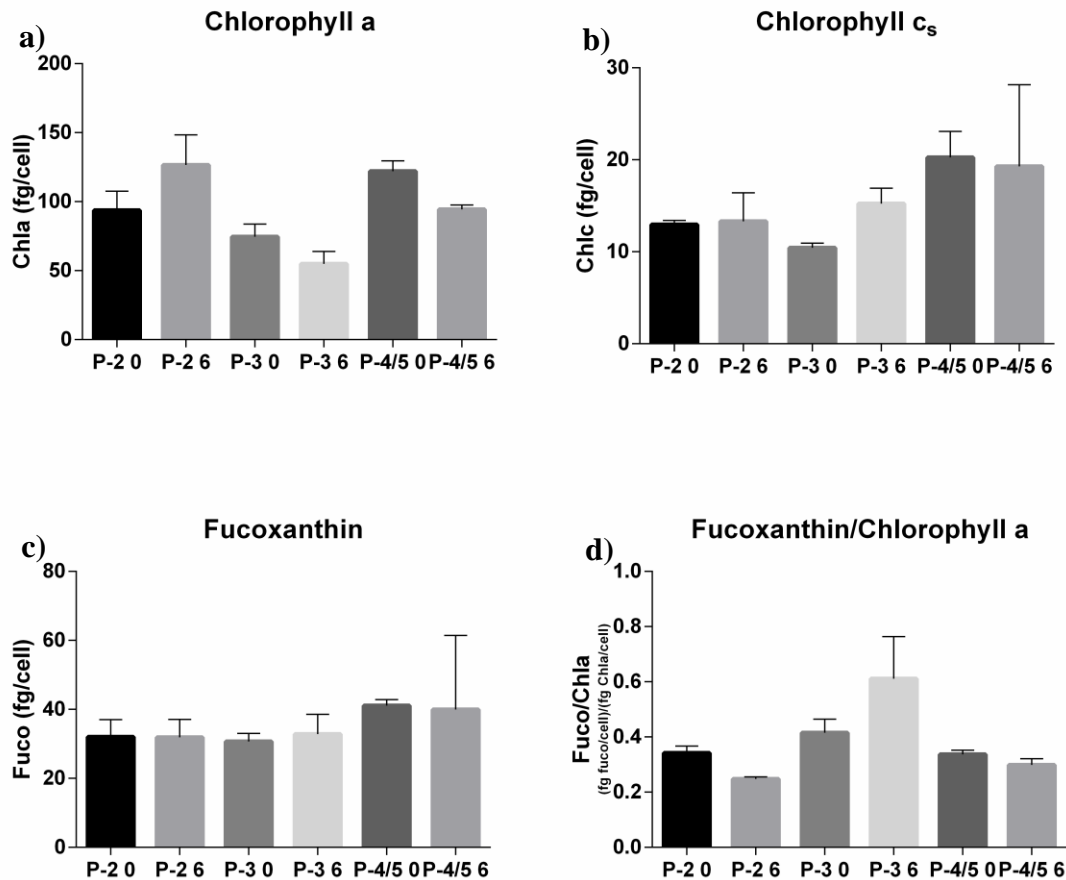 a)
Chlorophyll a
Chla (fg/cell)
200
150
100
50
0
P-2 0 P-2 6 P-3 0 P-3 6 P-4/5 0 P-4/5 6
b)
Chlorophyll cs
Chlc (fg/cell)
30
20
10
0
P-2 0 P-2 6 P-3 0 P-3 6 P-4/5 0 P-4/5 6
c)
Fucoxanthin
Fuco (fg/cell)
80
60
40
20
0
P-2 0 P-2 6 P-3 0 P-3 6 P-4/5 0 P-4/5 6
d)
Fucoxanthin/Chlorophyll a
Fuco/Chla
(fg fuco/cell)/(fg Chla/cell)
1.0
0.8
0.6
0.4
0.2
0.0
P-2 0 P-2 6 P-3 0 P-3 6 P-4/5 0 P-4/5 6